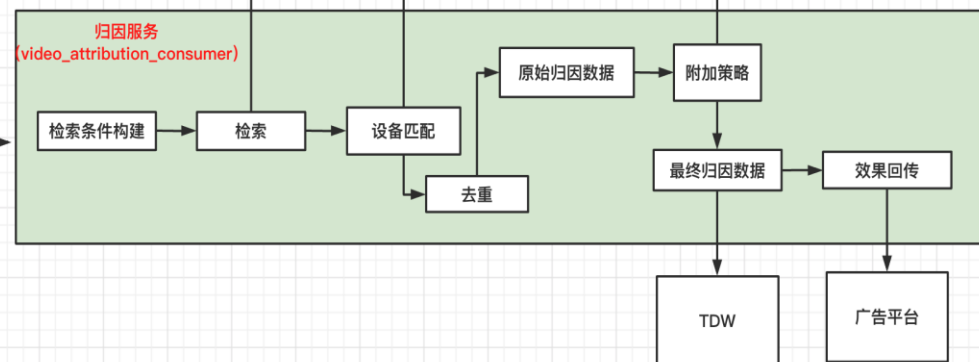 归因服务
（video_attribution_consumer）
检索条件构建
检索
设备匹配
去重
原始归因数据
附加策略
最终归因数据
效果回传
TDW
广告平台